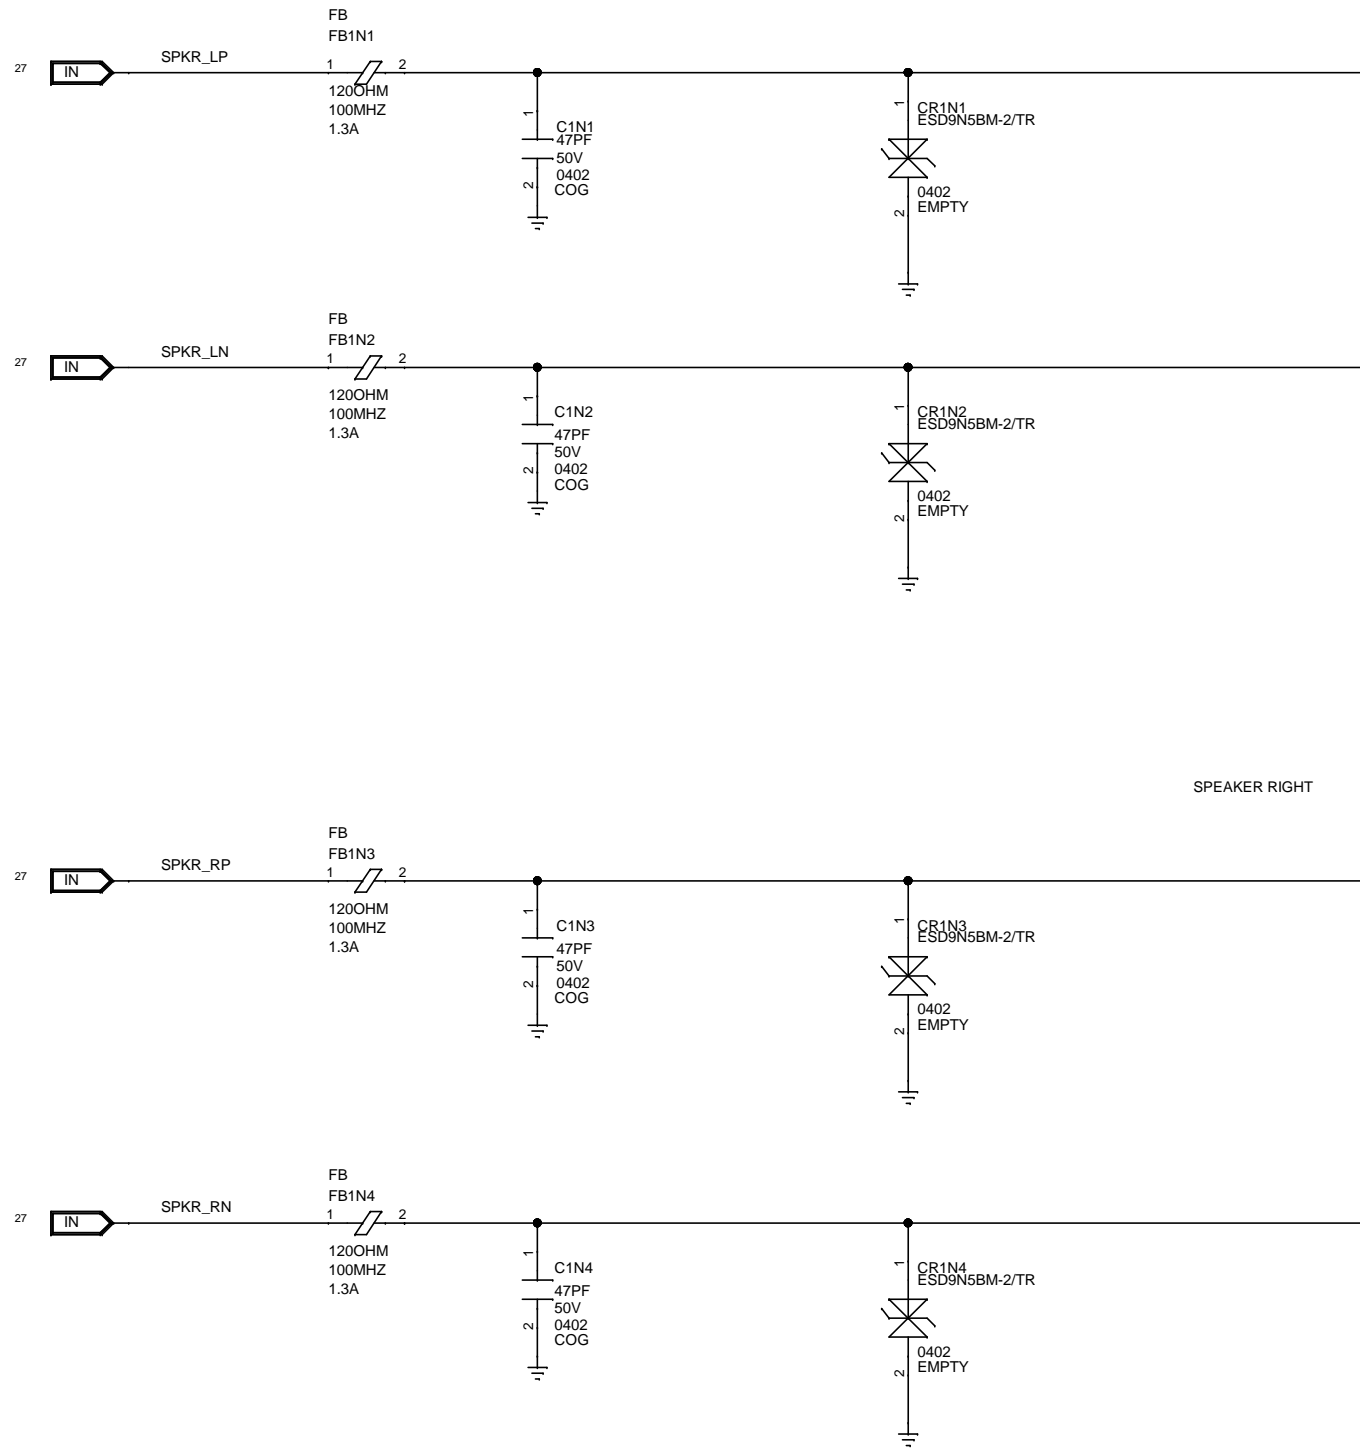 FB
FB1N1
27
IN
SPKR_LP
1
2
120OHM
100MHZ
1.3A
1
C1N1
47PF
50V
0402
COG
2
1
CR1N1
ESD9N5BM-2/TR
0402
EMPTY
2
FB
FB1N2
27
IN
SPKR_LN
1
2
120OHM
100MHZ
1.3A
1
C1N2
47PF
50V
0402
COG
2
1
CR1N2
ESD9N5BM-2/TR
0402
EMPTY
2
SPEAKER RIGHT
FB
FB1N3
27
IN
SPKR_RP
1
2
120OHM
100MHZ
1.3A
1
C1N3
47PF
50V
0402
COG
2
1
CR1N3
ESD9N5BM-2/TR
0402
EMPTY
2
FB
FB1N4
27
IN
SPKR_RN
1
2
120OHM
100MHZ
1.3A
1
C1N4
47PF
50V
0402
COG
2
1
CR1N4
ESD9N5BM-2/TR
0402
EMPTY
2